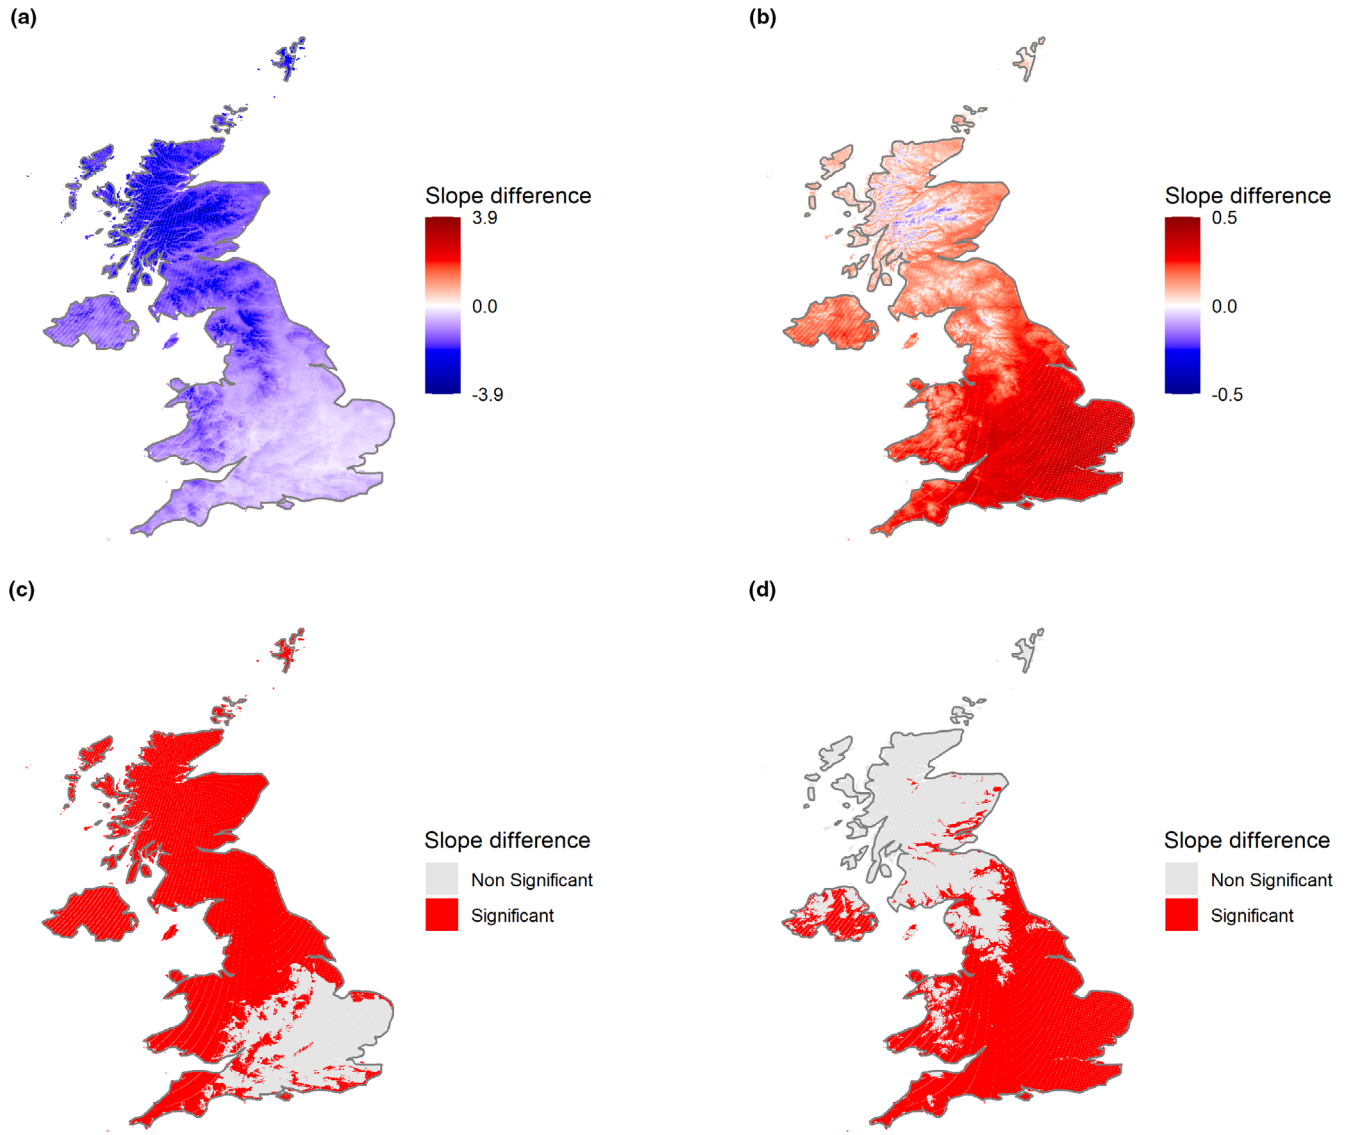 (a)
Slope difference
3.9
0.0
-3.9
(b)
Slope difference
0.5
0.0
-0.5
(c)
Slope difference
Non Significant
Significant
(d)
Slope difference
Non Significant
Significant